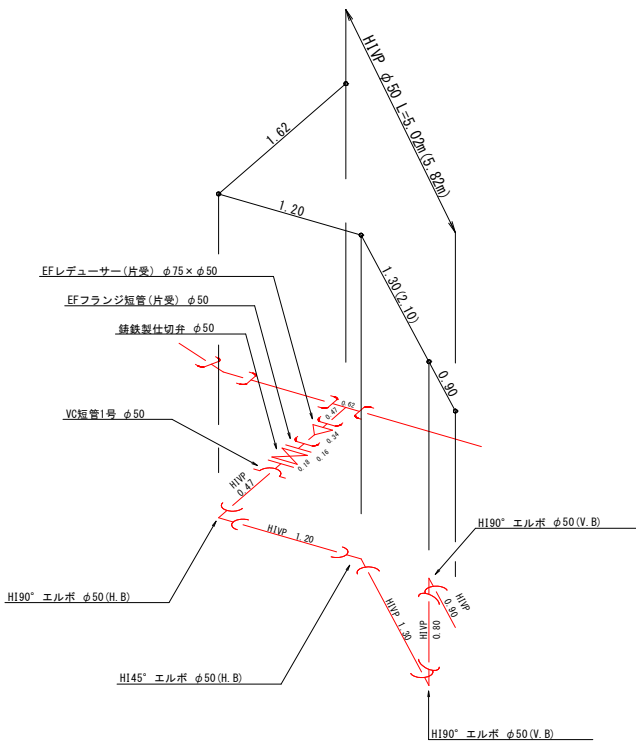 HIVP φ50 L=5.02m(5.82m)
1.62
1.20
EFレデューサー(片受) φ75×φ50
EFフランジ短管(片受) φ50
1.30(2.10)
鋳鉄製仕切弁 φ50
0.90
0.62
0.47
0.34
0.16
0.18
VC短管1号 φ50
HIVP
0.47
HIVP 1.20
HI90° エルボ φ50(V.B)
HI90° エルボ φ50(H.B)
HIVP
0.90
HIVP
0.80
HIVP 1.30
HI45° エルボ φ50(H.B)
HI90° エルボ φ50(V.B)